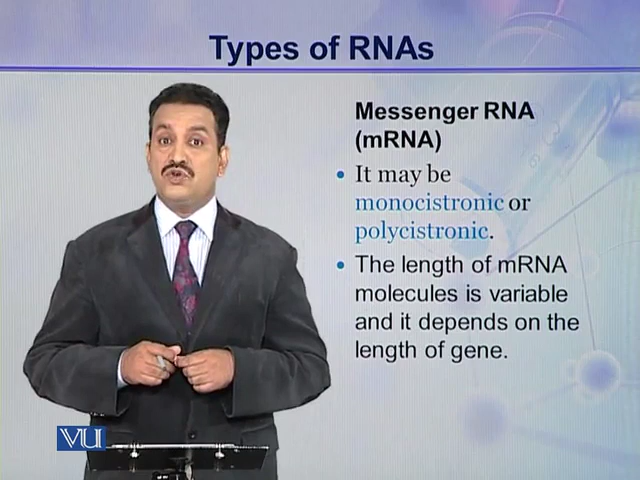 Types of RNAs
Messenger RNA
(mRNA)
• It may be
monocistronic or
polycistronic.
• The length of mRNA
molecules is variable
and it depends on the
length of gene.
VU